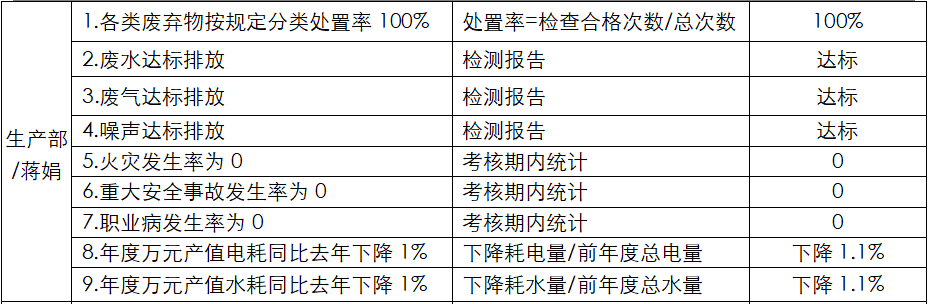 1.各类废弃物按规定分类处置率 100% 处置率=检查合格次数/总次数 100%
2.废水达标排放 检测报告 达标
3.废气达标排放 检测报告 达标
4.噪声达标排放 检测报告 达标
生产部
/蒋娟
5.火灾发生率为 0 考核期内统计 0
6.重大安全事故发生率为 0 考核期内统计 0
7.职业病发生率为 0 考核期内统计 0
8.年度万元产值电耗同比去年下降 1% 下降耗电量/前年度总电量 下降 1.1%
9.年度万元产值水耗同比去年下降 1% 下降耗水量/前年度总水量 下降 1.1%